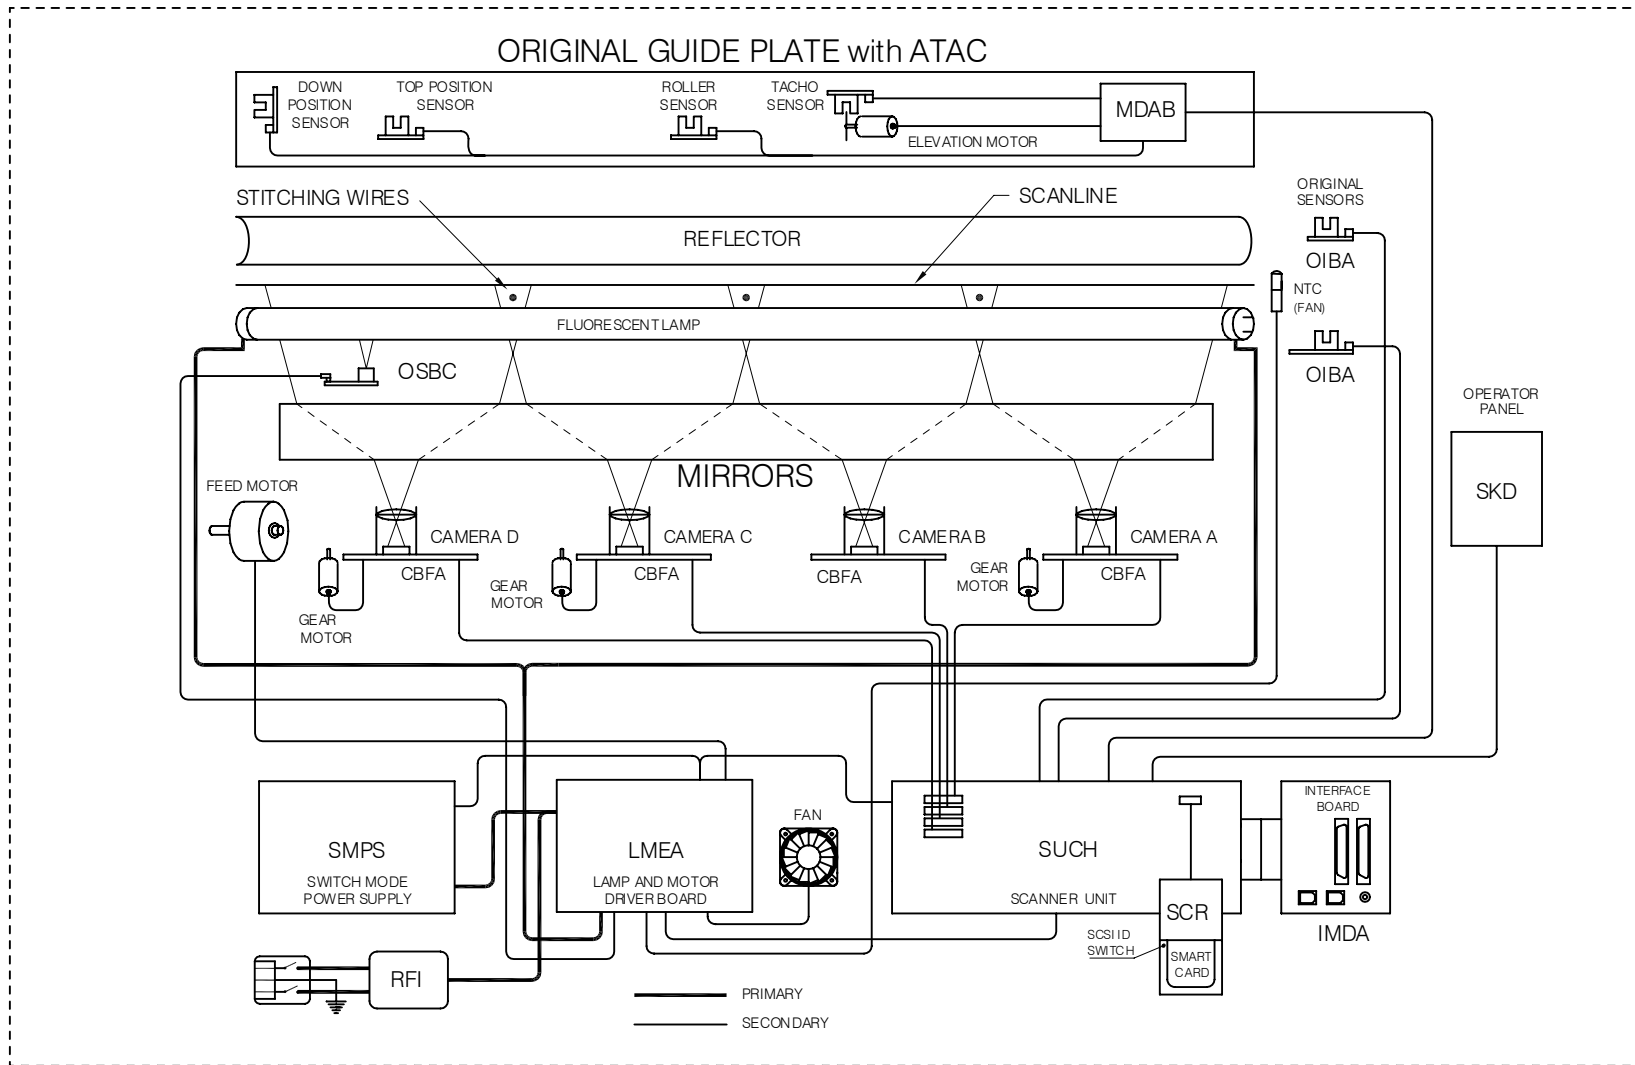 ORIGINAL GUIDE PLATE with ATAC
DOWN
POSITION
SENSOR
TOP POSITION
SENSOR
ROLLER
SENSOR
TACHO
SENSOR
MDAB
ELEVATION MOTOR
STITCHING WIRES
SCANLINE
ORIGINAL
SENSORS
REFLECTOR
OIBA
NTC
(FAN)
FLUORESCENT LAMP
OSBC
OIBA
OPERATOR
PANEL
MIRRORS
SKD
FEED MOTOR
CAMERA D
CAMERA C
CAMERA B
CAMERA A
CBFA
CBFA
CBFA
CBFA
GEAR
MOTOR
GEAR
MOTOR
GEAR
MOTOR
SMPS
SWITCH MODE
POWER SUPPLY
LMEA
LAMP AND MOTOR
DRIVER BOARD
FAN
SUCH
SCANNER UNIT
INTERFACE
BOARD
SCR
SCSI ID
SWITCH
SMART
CARD
IMDA
RFI
PRIMARY
SECONDARY